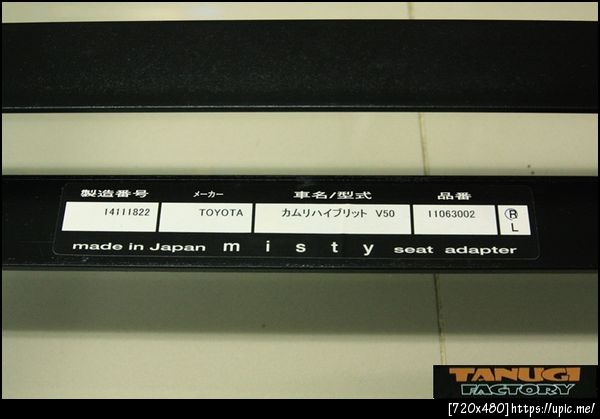 製造番号 メーカー 車名/型式 品番
14111822 TOYOTA カムリハイブリット V50 11063002 Ⓡ
L
made in Japan misty seat adapter
TANUGI
FACTORY
[720x480]https://upic.me/